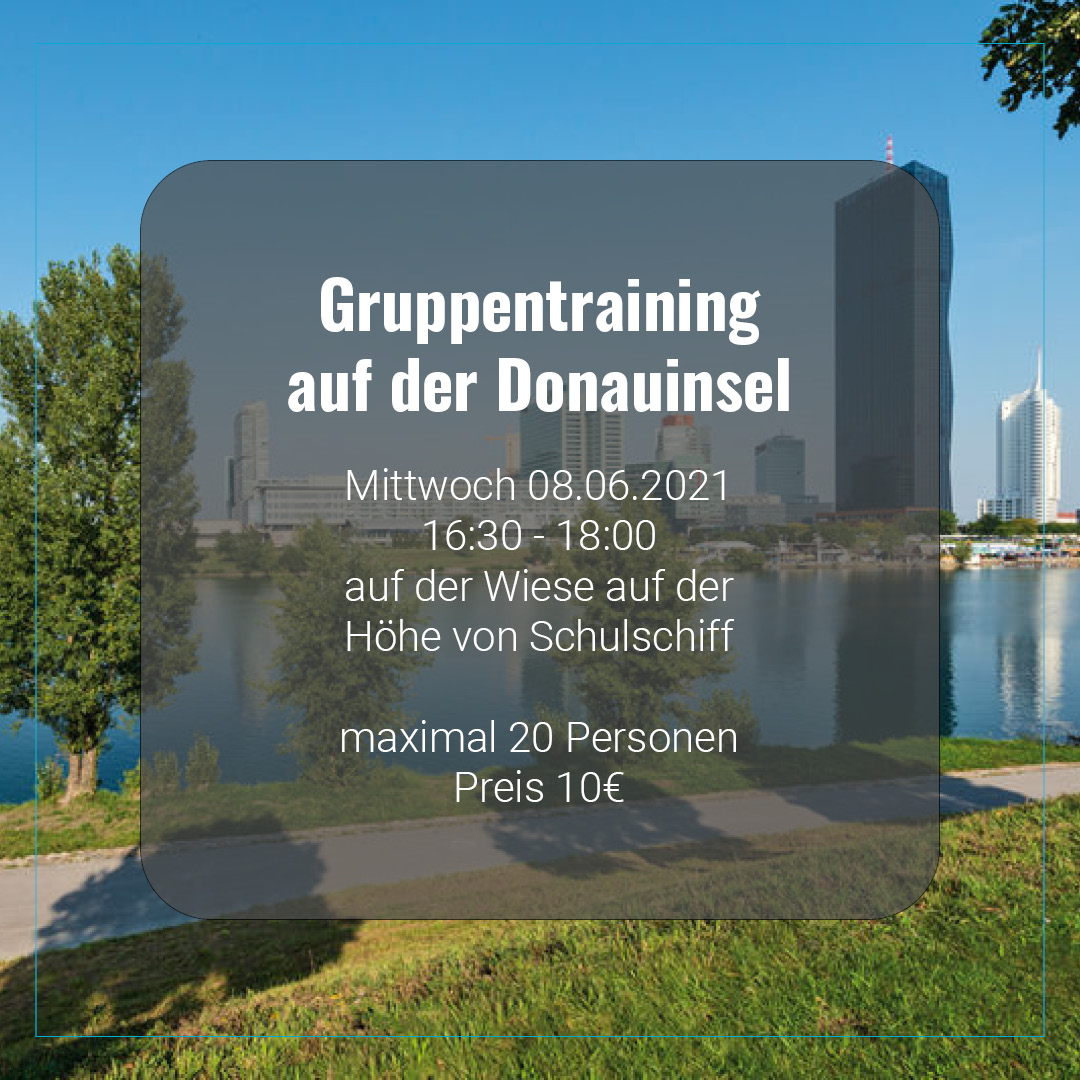 Gruppentraining
auf der Donauinsel
Mittwoch 08.06.2021
16:30 - 18:00
auf der Wiese auf der
Höhe von Schulschiff
maximal 20 Personen
Preis 10€